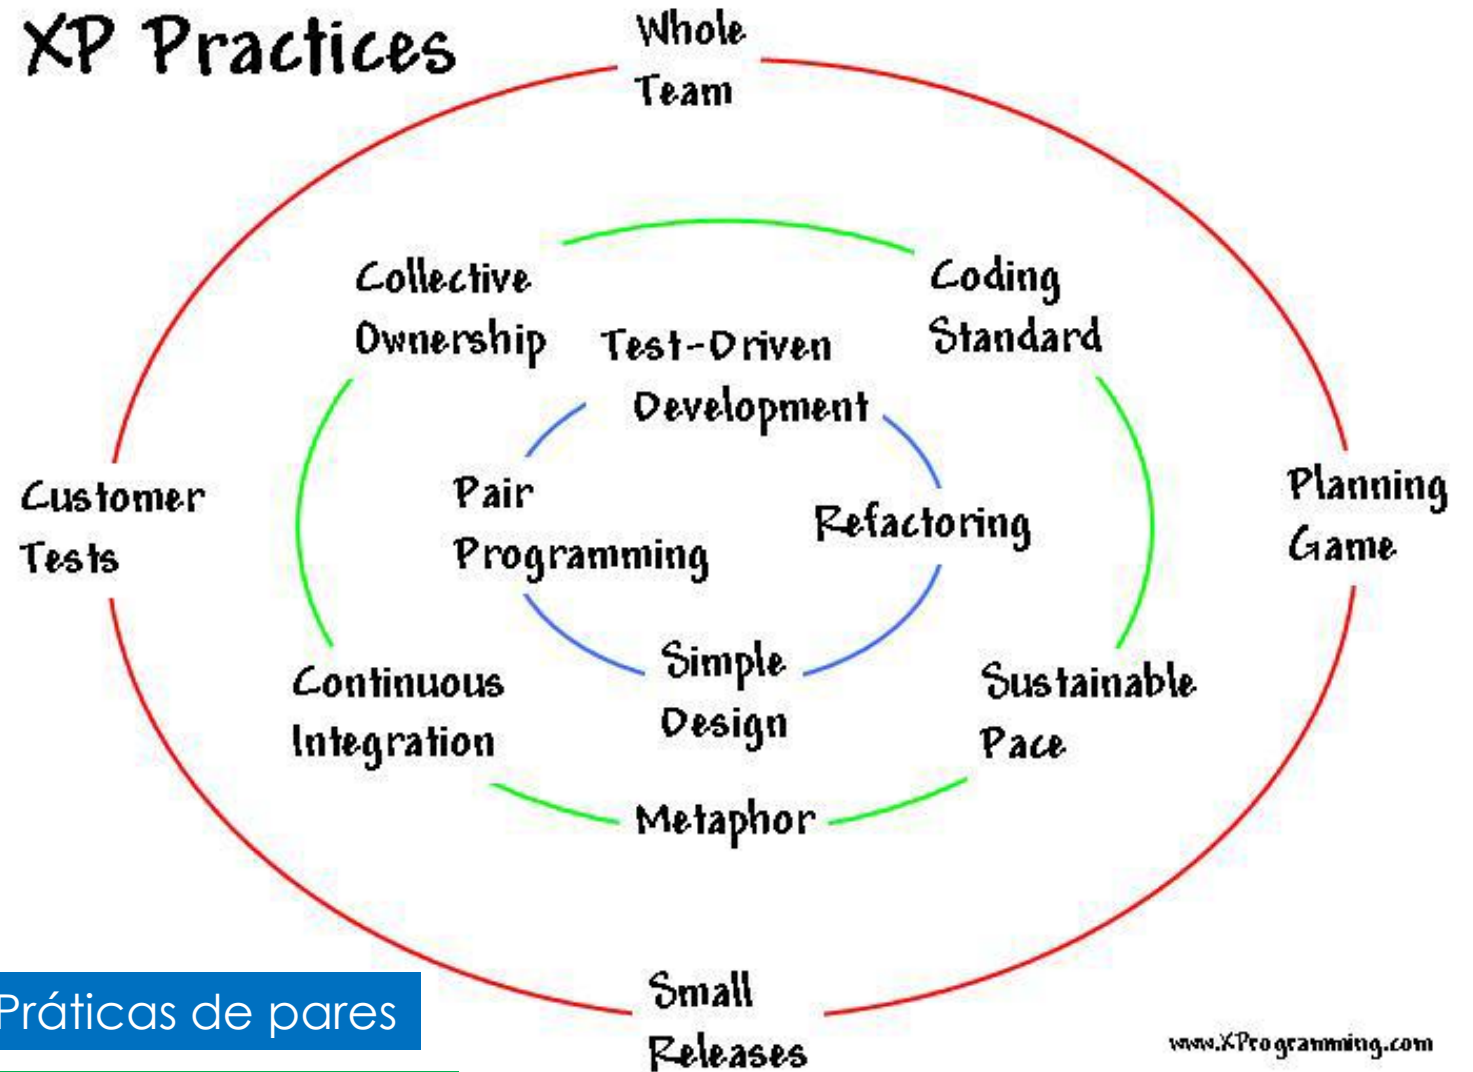 XP Practices
Whole
Team
Collective
Ownership
Coding
Standard
Test-Driven
Development
Customer
Tests
Pair
Programming
Refactoring
Planning
Game
Continuous
Integration
Simple
Design
Sustainable
Pace
Metaphor
Small
Releases
Práticas de pares
www.XProgramming.com